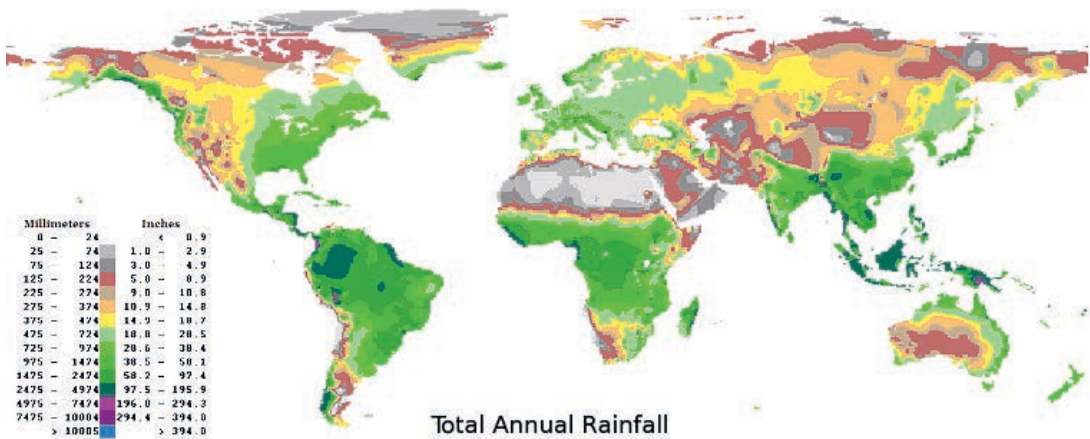 Millimeters Inches
0 - 24 < 0.9
25 - 74 1.0 - 2.9
75 - 124 3.0 - 4.9
125 - 224 5.0 - 8.9
225 - 274 9.0 - 10.8
275 - 374 10.9 - 14.8
375 - 474 14.9 - 18.7
475 - 724 18.8 - 28.5
725 - 974 28.6 - 38.4
975 - 1474 38.5 - 58.1
1475 - 2474 58.2 - 97.4
2475 - 4974 97.5 - 195.9
4975 - 7474 196.0 - 294.3
7475 - 10004 294.4 - 394.0
> 10005 > 394.0
Total Annual Rainfall